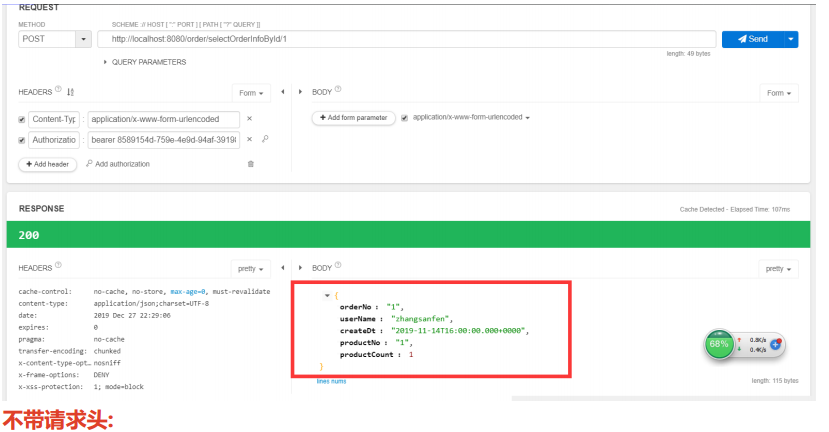 REQUEST
METHOD
SCHEME :// HOST [ ":" PORT ] [ PATH [ "?" QUERY ]]
POST
http://localhost:8080/order/selectOrderInfoById/1
Send
length: 49 bytes
QUERY PARAMETERS
HEADERS
Form
BODY
Form
Content-Typ : application/x-www-form-urlencoded
Add form parameter
application/x-www-form-urlencoded
Authorizatio : bearer 8589154d-759e-4e9d-94af-3919
Add header
Add authorization
RESPONSE
Cache Detected - Elapsed Time: 107ms
200
HEADERS
pretty
BODY
pretty
cache-control: no-cache, no-store, max-age=0, must-revalidate
content-type: application/json;charset=UTF-8
date: 2019 Dec 27 22:29:06
expires: 0
pragma: no-cache
transfer-encoding: chunked
x-content-type-opt… nosniff
x-frame-options: DENY
x-xss-protection: 1; mode=block
{
orderNo : "1",
userName : "zhangsanfen",
createDt : "2019-11-14T16:00:00.000+0000",
productNo : "1",
productCount : 1
}
lines nums
68%
0.8K/s
0.4K/s
length: 115 bytes
不带请求头: